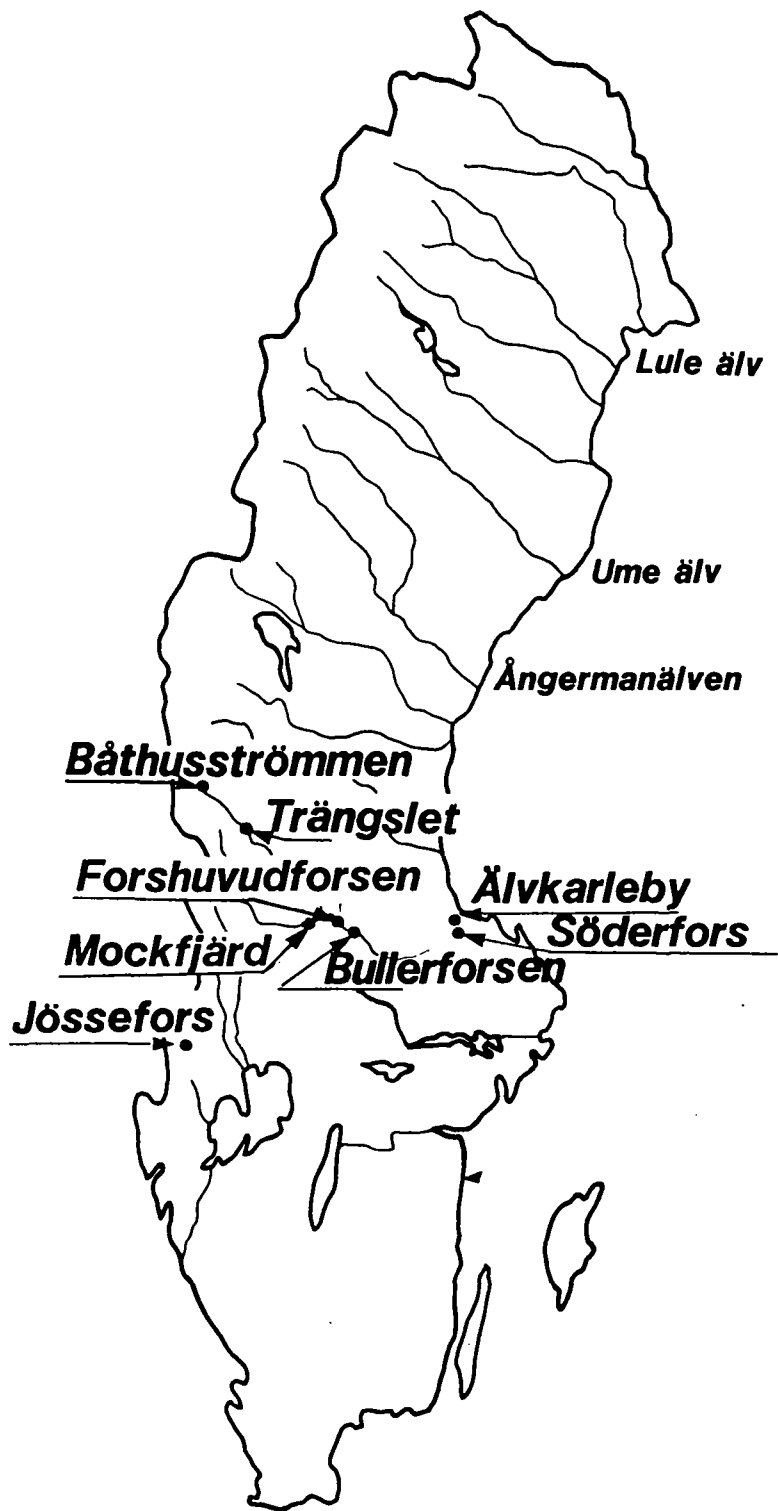 Lule älv
Ume älv
Ångermanälven
Båthusströmmen
Trängslet
Forshuvudforsen
Älvkarleby
Mockfjärd
Söderfors
Bullerforsen
Jössefors